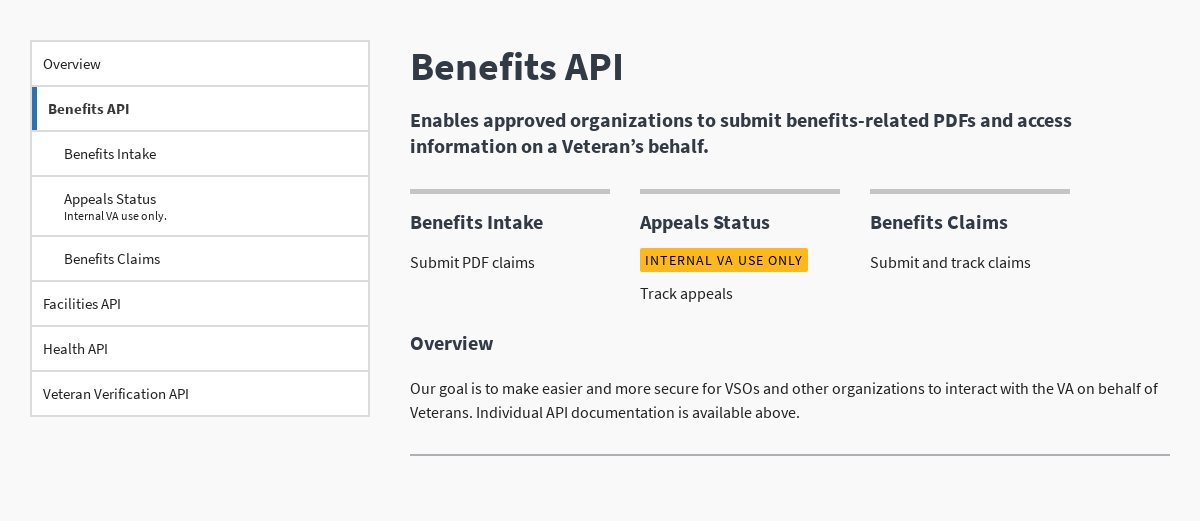 Overview
Benefits API
Benefits Intake
Appeals Status
Internal VA use only.
Benefits Claims
Facilities API
Health API
Veteran Verification API
Benefits API
Enables approved organizations to submit benefits-related PDFs and access
information on a Veteran’s behalf.
Benefits Intake
Submit PDF claims
Appeals Status
INTERNAL VA USE ONLY
Track appeals
Benefits Claims
Submit and track claims
Overview
Our goal is to make easier and more secure for VSOs and other organizations to interact with the VA on behalf of
Veterans. Individual API documentation is available above.